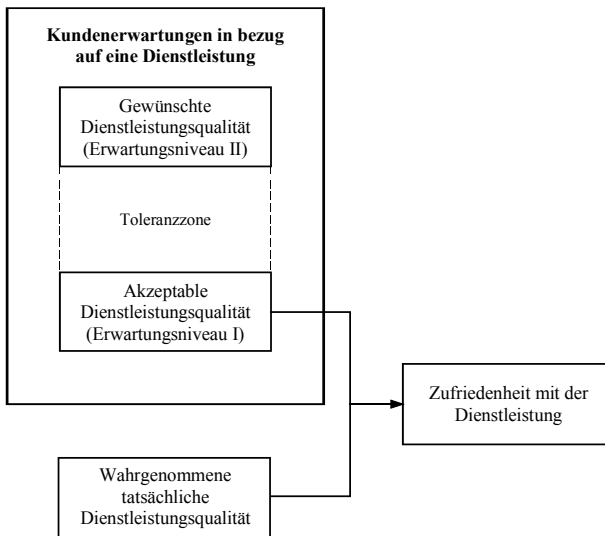 Kundenerwartungen in bezug
auf eine Dienstleistung
Gewünschte
Dienstleistungsqualität
(Erwartungsniveau II)
Toleranzzone
Akzeptable
Dienstleistungsqualität
(Erwartungsniveau I)
Zufriedenheit mit der
Dienstleistung
Wahrgenommene
tatsächliche
Dienstleistungsqualität